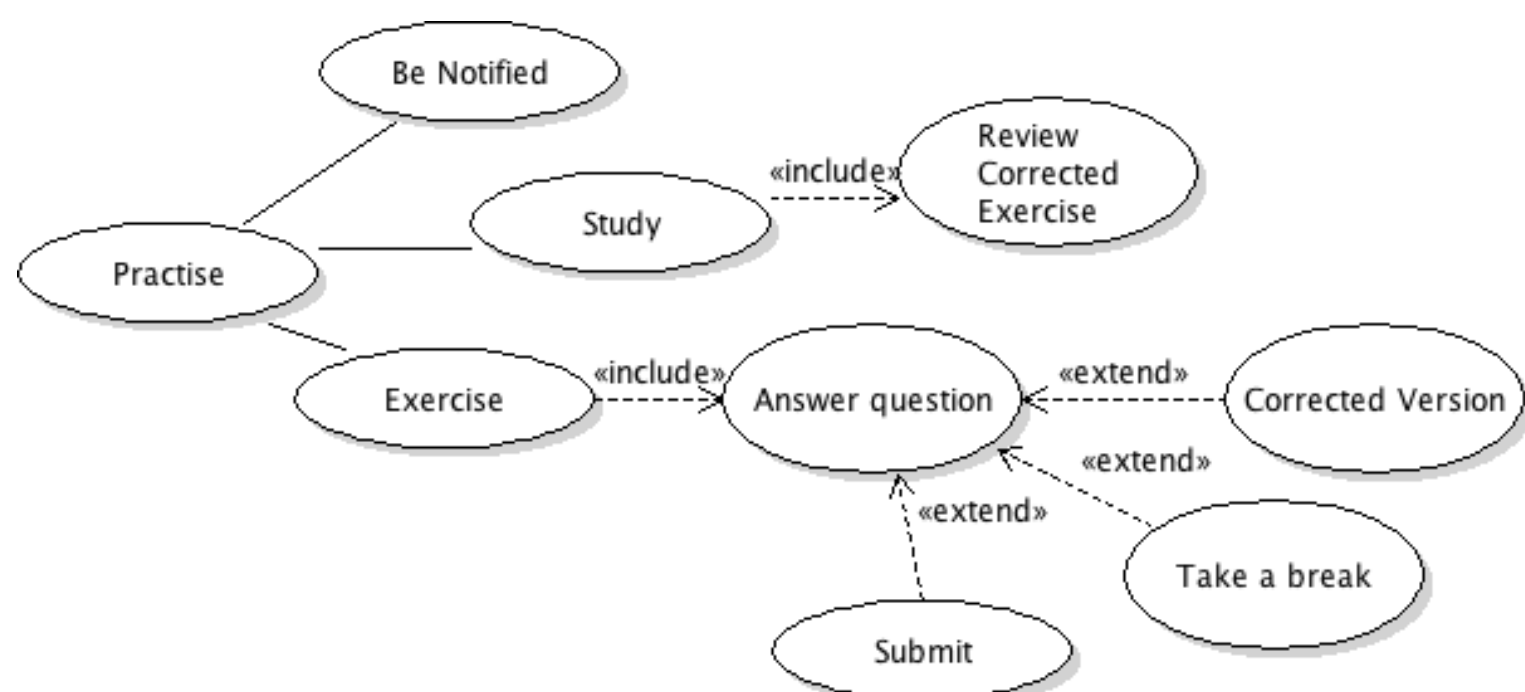 Be Notified
Review
Corrected
Exercise
«include»
Study
Practise
«include»
Exercise
Answer question
«extend»
Corrected Version
«extend»
«extend»
Take a break
Submit